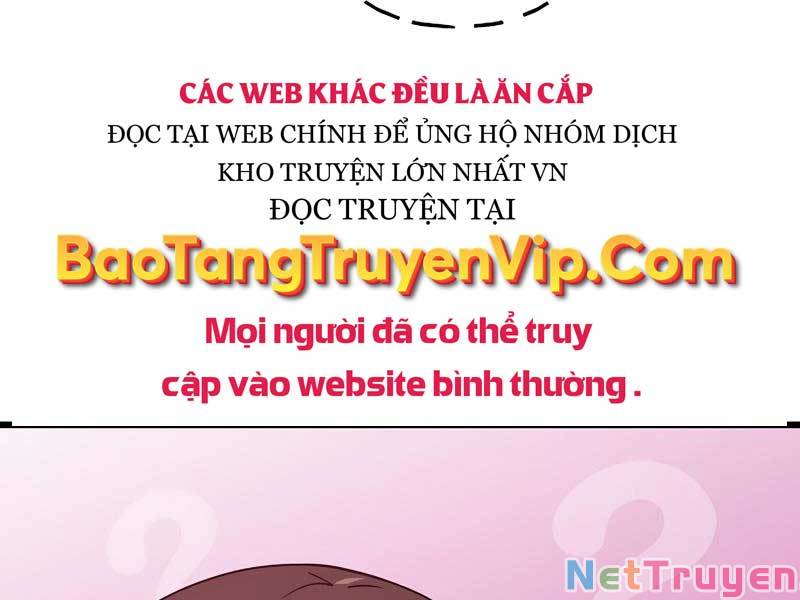 CÁC WEB KHÁC ĐỀU LÀ ĂN CẮP
ĐỌC TẠI WEB CHÍNH ĐỂ ỦNG HỘ NHÓM DỊCH
KHO TRUYỆN LỚN NHẤT VN
ĐỌC TRUYỆN TẠI
BaoTangTruyenVip.Com
Mọi người đã có thể truy
cập vào website bình thường .
? ?
NetTruyen